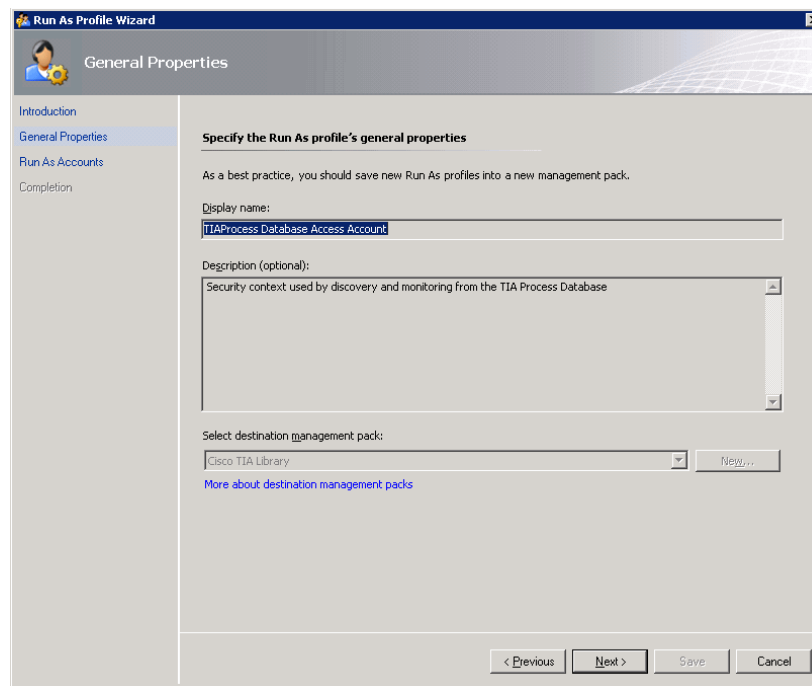 Run As Profile Wizard
General Properties
Introduction
General Properties
Run As Accounts
Completion
Specify the Run As profile's general properties
As a best practice, you should save new Run As profiles into a new management pack.
Display name:
TIAProcess Database Access Account
Description (optional):
Security context used by discovery and monitoring from the TIA Process Database
Select destination management pack:
Cisco TIA Library
New...
More about destination management packs
< Previous
Next >
Save
Cancel